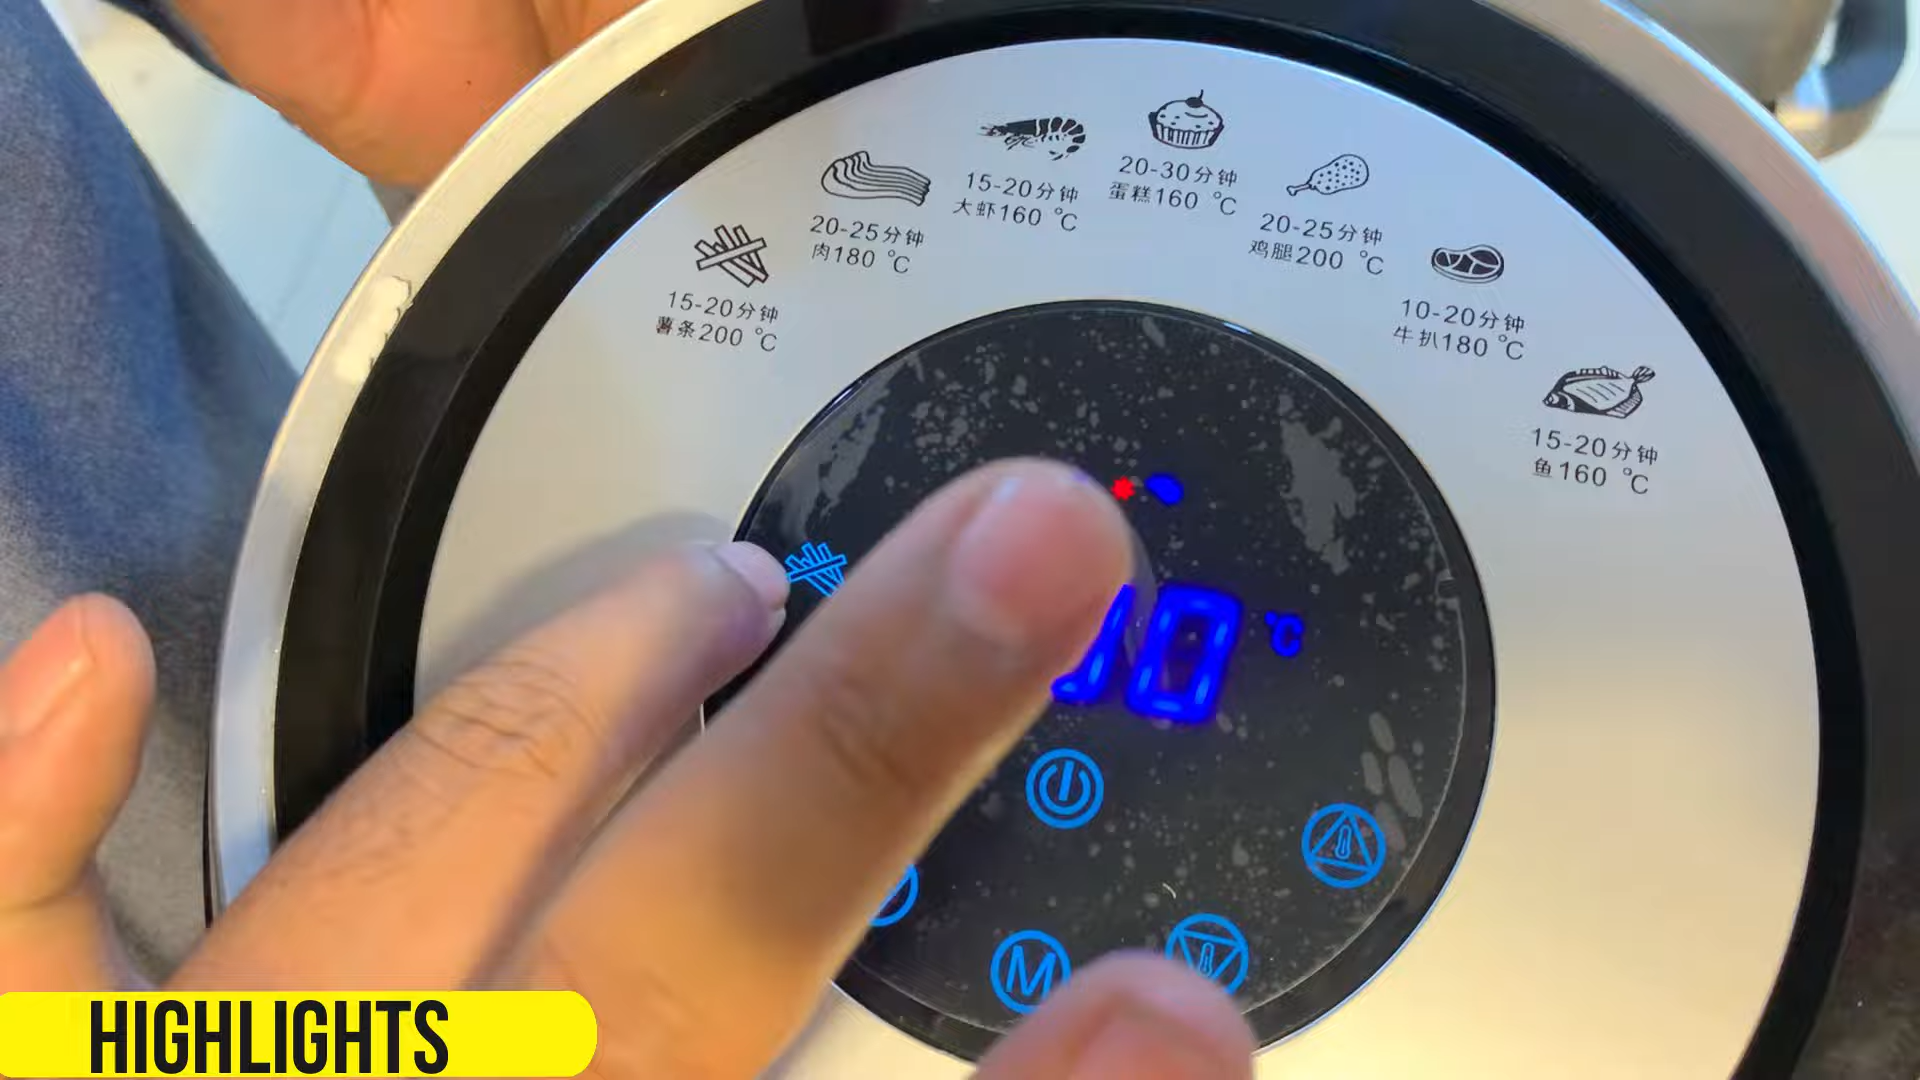 15-20分钟
薯条200 ℃
20-25分钟
肉180 ℃
15-20分钟
大虾160 ℃
20-30分钟
蛋糕160 ℃
20-25分钟
鸡腿200 ℃
10-20分钟
牛扒180 ℃
15-20分钟
鱼160 ℃
℃
M
HIGHLIGHTS